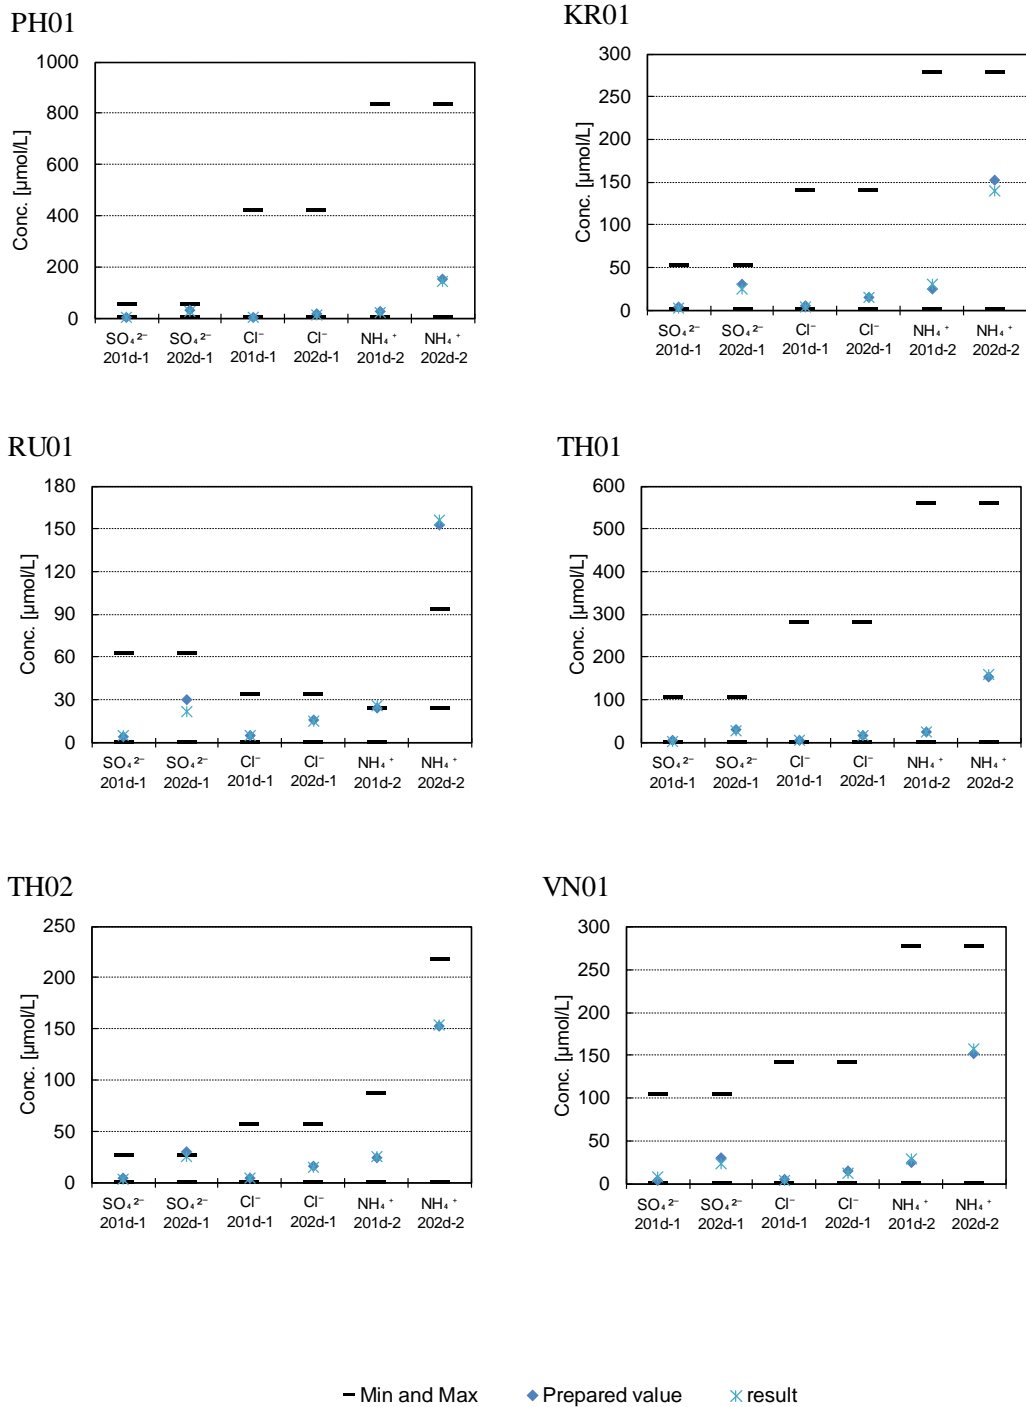 PH01
Conc. [µmol/L]
1000
800
600
400
200
0
SO₄²⁻ SO₄²⁻ Cl⁻ Cl⁻ NH₄⁺ NH₄⁺
201d-1 202d-1 201d-1 202d-1 201d-2 202d-2
KR01
Conc. [µmol/L]
300
250
200
150
100
50
0
SO₄²⁻ SO₄²⁻ Cl⁻ Cl⁻ NH₄⁺ NH₄⁺
201d-1 202d-1 201d-1 202d-1 201d-2 202d-2
RU01
Conc. [µmol/L]
180
150
120
90
60
30
0
SO₄²⁻ SO₄²⁻ Cl⁻ Cl⁻ NH₄⁺ NH₄⁺
201d-1 202d-1 201d-1 202d-1 201d-2 202d-2
TH01
Conc. [µmol/L]
600
500
400
300
200
100
0
SO₄²⁻ SO₄²⁻ Cl⁻ Cl⁻ NH₄⁺ NH₄⁺
201d-1 202d-1 201d-1 202d-1 201d-2 202d-2
TH02
Conc. [µmol/L]
250
200
150
100
50
0
SO₄²⁻ SO₄²⁻ Cl⁻ Cl⁻ NH₄⁺ NH₄⁺
201d-1 202d-1 201d-1 202d-1 201d-2 202d-2
VN01
Conc. [µmol/L]
300
250
200
150
100
50
0
SO₄²⁻ SO₄²⁻ Cl⁻ Cl⁻ NH₄⁺ NH₄⁺
201d-1 202d-1 201d-1 202d-1 201d-2 202d-2
Min and Max Prepared value result